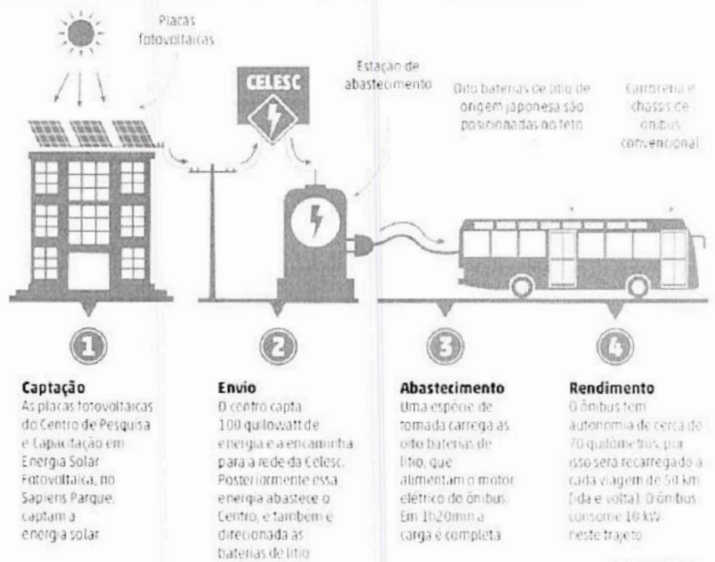 Placas
fotovoltaicas
CELESC
Estação de
abastecimento
Oito baterias de lítio de
origem japonesa são
posicionadas no teto
Carroceria e
chassis de
ônibus
convencional
1
Captação
As placas fotovoltaicas
do Centro de Pesquisa
e Capacitação em
Energia Solar
Fotovoltaica, no
Sapiens Parque,
captam a
energia solar
2
Envio
O centro capta
100 quilowatt de
energia e a encaminha
para a rede da Celesc.
Posteriormente essa
energia abastece o
Centro, e também é
direcionada às
baterias de lítio
3
Abastecimento
Uma espécie de
tomada carrega as
oito baterias de
lítio, que
alimentam o motor
elétrico do ônibus.
Em 1h20min a
carga é completa
4
Rendimento
O ônibus tem
autonomia de cerca de
70 quilômetros, por
isso será recarregado a
cada viagem de 50 km
(ida e volta). O ônibus
consome 10 kW
neste trajeto